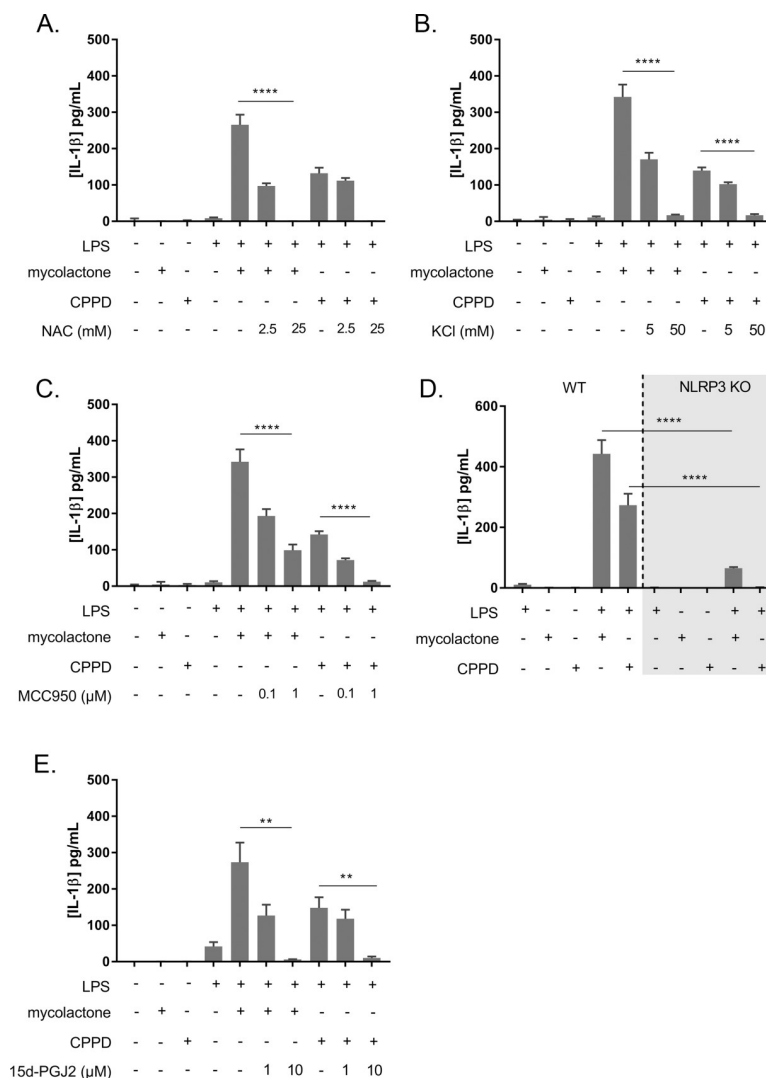 A.
500
400
300
200
100
0
[IL-1β] pg/mL
****
LPS - - - + + + + + + +
mycolactone - + - - + + + - - -
CPPD - - + - - - - + + +
NAC (mM) - - - - - 2.5 25 - 2.5 25
B.
500
400
300
200
100
0
[IL-1β] pg/mL
****
****
LPS - - - + + + + + + +
mycolactone - + - - + + + - - -
CPPD - - + - - - - + + +
KCl (mM) - - - - - 5 50 - 5 50
C.
500
400
300
200
100
0
[IL-1β] pg/mL
****
****
LPS - - - + + + + + + +
mycolactone - + - - + + + - - -
CPPD - - + - - - - + + +
MCC950 (μM) - - - - - 0.1 1 - 0.1 1
D.
WT NLRP3 KO
600
400
200
0
[IL-1β] pg/mL
****
****
LPS + - - + + + - - + +
mycolactone - + - + - - + - + -
CPPD - - + - + - - + - +
E.
500
400
300
200
100
0
[IL-1β] pg/mL
**
**
LPS - - - + + + + + + +
mycolactone - + - - + + + - - -
CPPD - - + - - - - + + +
15d-PGJ2 (μM) - - - - - 1 10 - 1 10